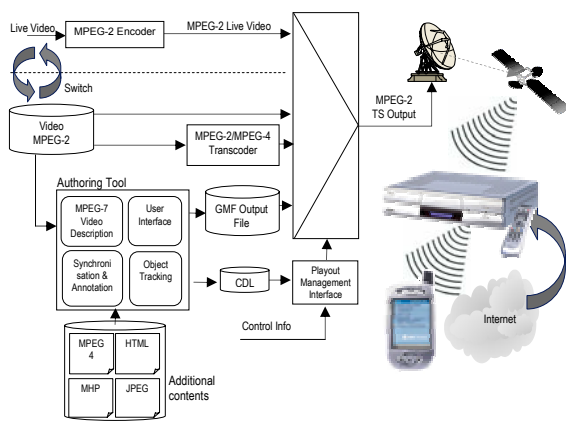 Live Video
MPEG-2 Encoder
MPEG-2 Live Video
Switch
Video
MPEG-2
MPEG-2/MPEG-4
Transcoder
MPEG-2
TS Output
Authoring Tool
MPEG-7
Video
Description
User
Interface
GMF Output
File
Synchroni
sation &
Annotation
Object
Tracking
CDL
Playout
Management
Interface
Control Info
Internet
MPEG
4
HTML
MHP
JPEG
Additional
contents